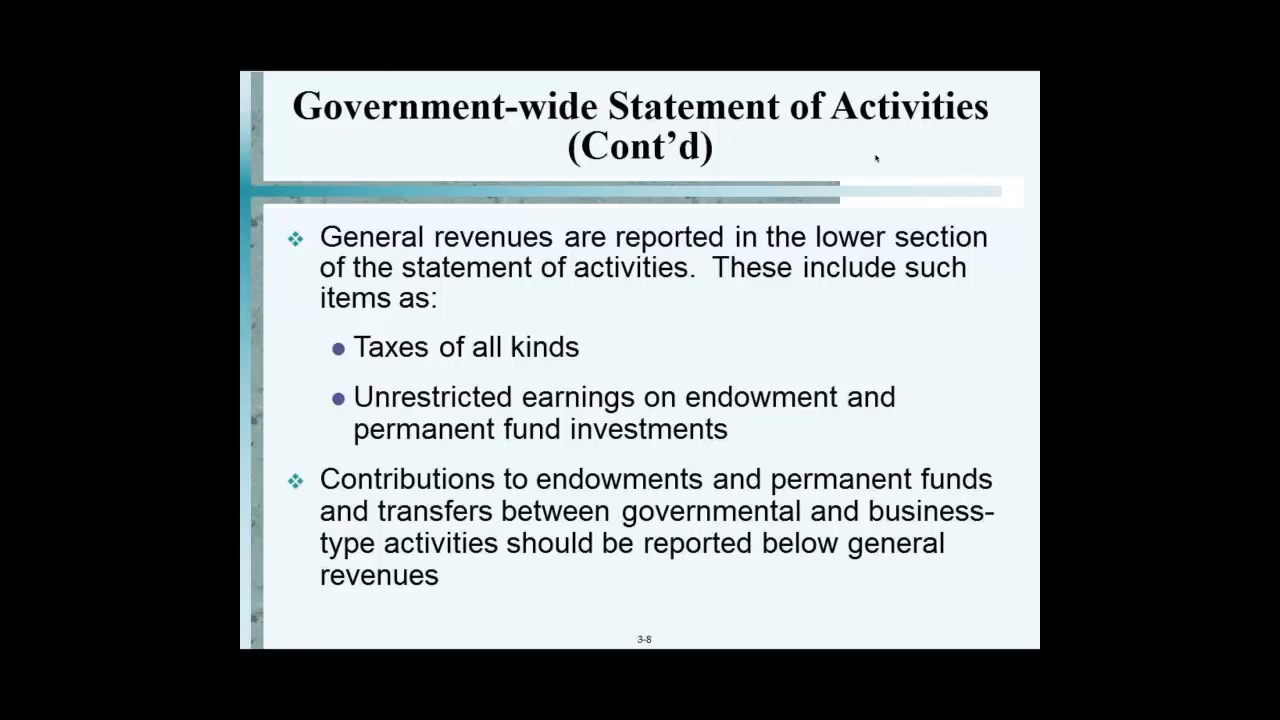 Government-wide Statement of Activities
(Cont’d)
General revenues are reported in the lower section
of the statement of activities.  These include such
items as:
Taxes of all kinds
Unrestricted earnings on endowment and
permanent fund investments
Contributions to endowments and permanent funds
and transfers between governmental and business-
type activities should be reported below general
revenues
3-8